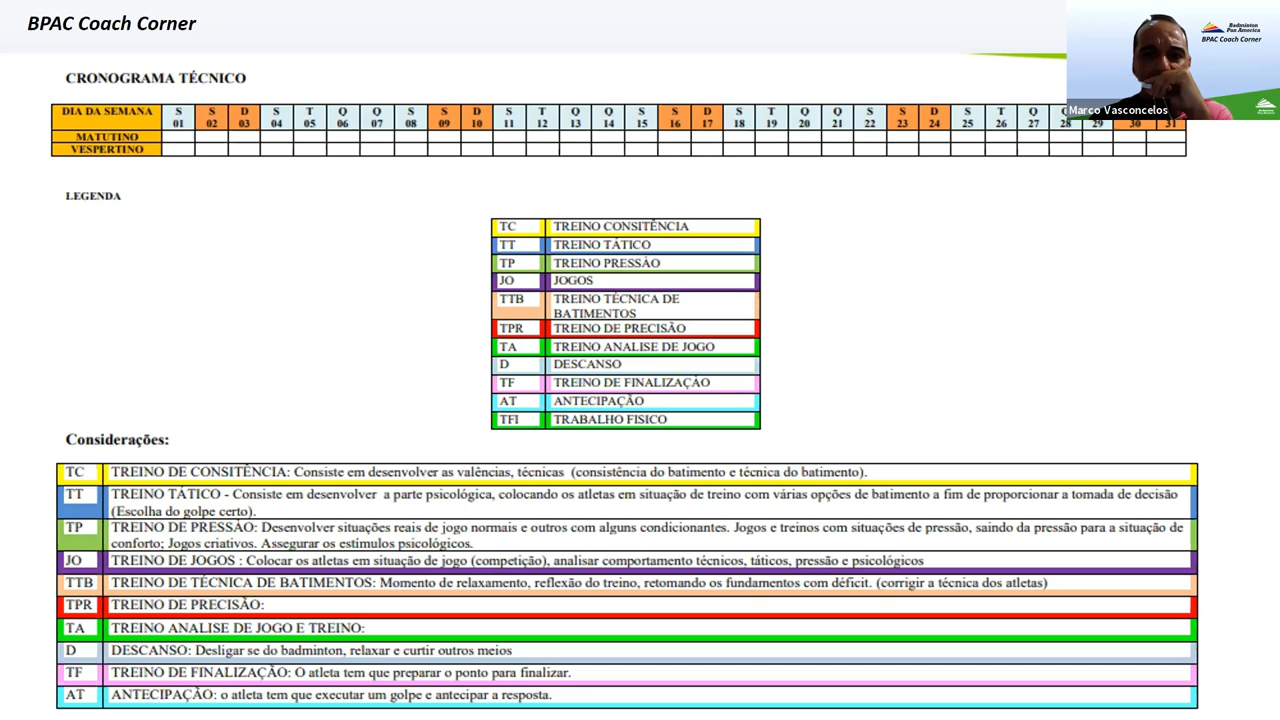 BPAC Coach Corner
Badminton
Pan America
BPAC Coach Corner
Marco Vasconcelos
CRONOGRAMA TÉCNICO
DIA DA SEMANA S S D S T Q Q S S D S T Q Q S S D S T Q Q S S D S T Q
01 02 03 04 05 06 07 08 09 10 11 12 13 14 15 16 17 18 19 20 21 22 23 24 25 26 27 28 29 30 31
MATUTINO
VESPERTINO
LEGENDA
TC TREINO CONSITÊNCIA
TT TREINO TÁTICO
TP TREINO PRESSÃO
JO JOGOS
TTB TREINO TÉCNICA DE
BATIMENTOS
TPR TREINO DE PRECISÃO
TA TREINO ANALISE DE JOGO
D DESCANSO
TF TREINO DE FINALIZAÇÃO
AT ANTECIPAÇÃO
TFI TRABALHO FISICO
Considerações:
TC TREINO DE CONSITÊNCIA: Consiste em desenvolver as valências, técnicas (consistência do batimento e técnica do batimento).
TT TREINO TÁTICO - Consiste em desenvolver a parte psicológica, colocando os atletas em situação de treino com várias opções de batimento a fim de proporcionar a tomada de decisão
(Escolha do golpe certo).
TP TREINO DE PRESSÃO: Desenvolver situações reais de jogo normais e outros com alguns condicionantes. Jogos e treinos com situações de pressão, saindo da pressão para a situação de
conforto; Jogos criativos. Assegurar os estímulos psicológicos.
JO TREINO DE JOGOS : Colocar os atletas em situação de jogo (competição), analisar comportamento técnicos, táticos, pressão e psicológicos
TTB TREINO DE TÉCNICA DE BATIMENTOS: Momento de relaxamento, reflexão do treino, retomando os fundamentos com déficit. (corrigir a técnica dos atletas)
TPR TREINO DE PRECISÃO:
TA TREINO ANALISE DE JOGO E TREINO:
D DESCANSO: Desligar se do badminton, relaxar e curtir outros meios
TF TREINO DE FINALIZAÇÃO: O atleta tem que preparar o ponto para finalizar.
AT ANTECIPAÇÃO: o atleta tem que executar um golpe e antecipar a resposta.